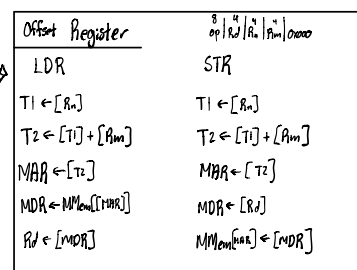 Offset Register
8 4 4 4
op|Rd|Rn|Rm|0x000
LDR
T1 ← [Rn]
T2 ← [T1] + [Rm]
MAR ← [T2]
MDR ← MMem[[MAR]]
Rd ← [MDR]
STR
T1 ← [Rn]
T2 ← [T1] + [Rm]
MAR ← [T2]
MDR ← [Rd]
MMem[MAR] ← [MDR]